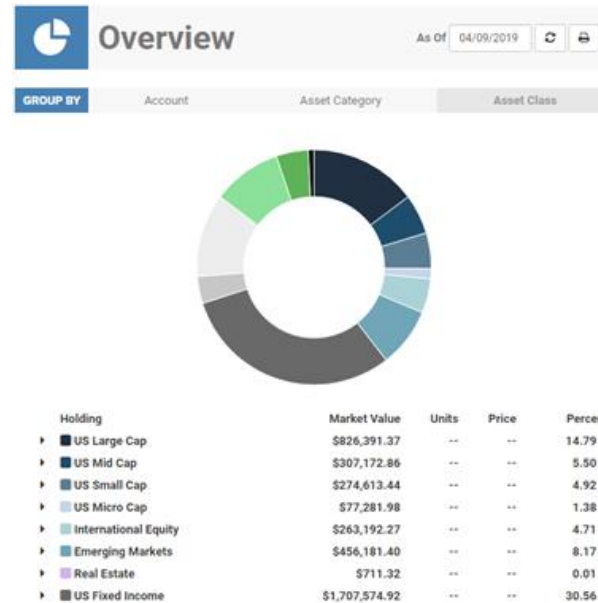 Overview
As Of 04/09/2019
GROUP BY Account Asset Category Asset Class
Holding Market Value Units Price Perce
US Large Cap $826,391.37 -- -- 14.79
US Mid Cap $307,172.86 -- -- 5.50
US Small Cap $274,613.44 -- -- 4.92
US Micro Cap $77,281.98 -- -- 1.38
International Equity $263,192.27 -- -- 4.71
Emerging Markets $456,181.40 -- -- 8.17
Real Estate $711.32 -- -- 0.01
US Fixed Income $1,707,574.92 -- -- 30.56